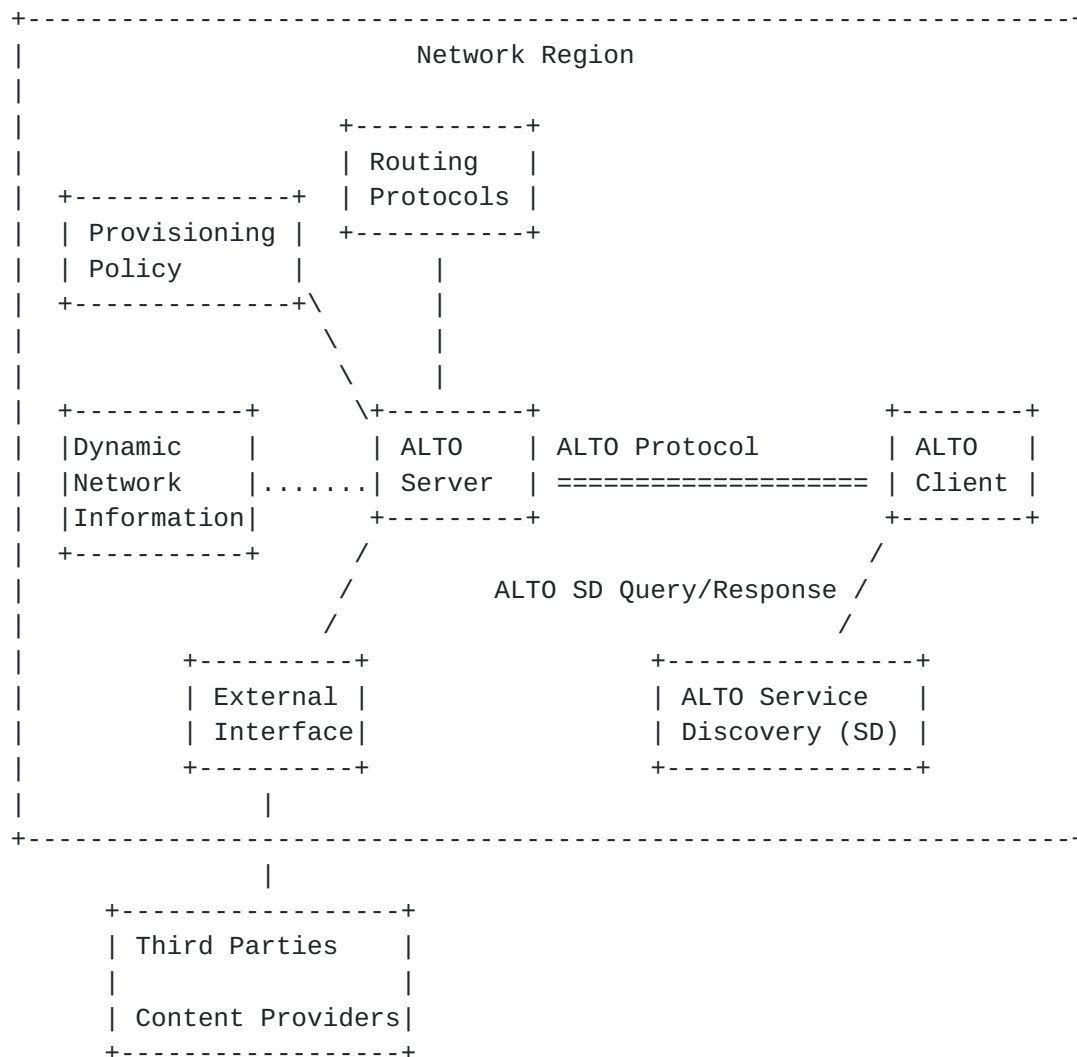 Network Region
Routing
Protocols
Provisioning
Policy
Dynamic
Network
Information
ALTO
Server
ALTO Protocol
====================
ALTO
Client
ALTO SD Query/Response
External
Interface
ALTO Service
Discovery (SD)
Third Parties
Content Providers